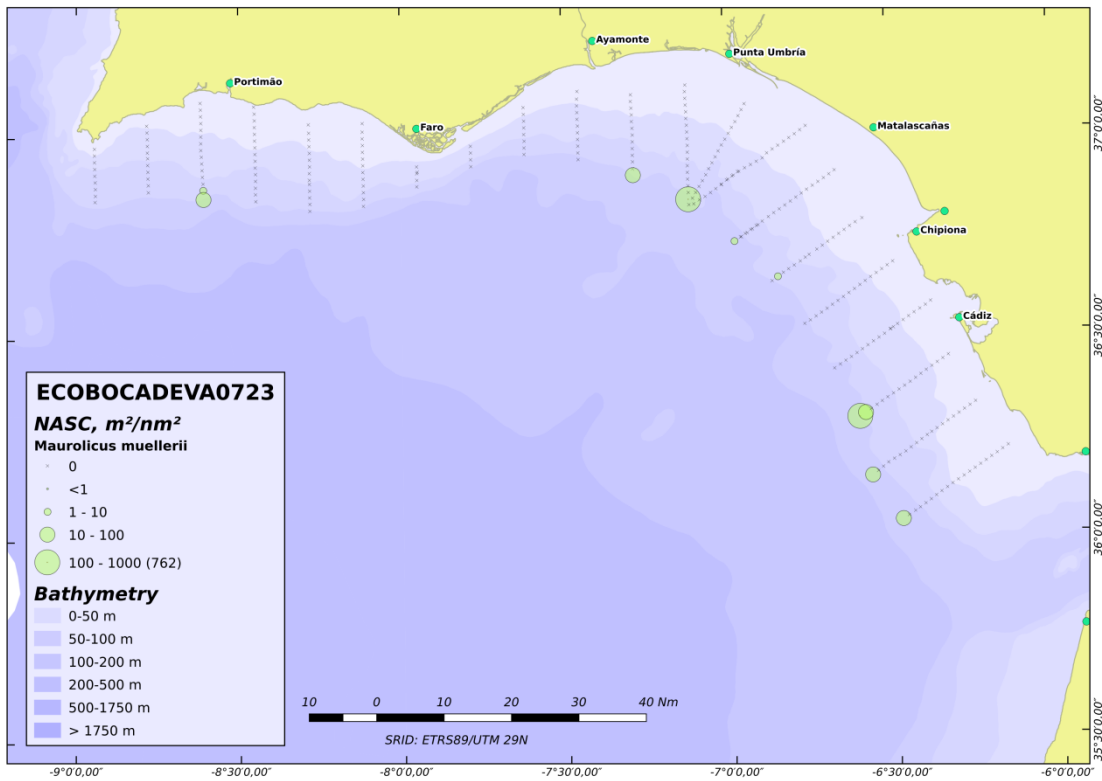 Ayamonte
Punta Umbría
Portimão
Faro
Matalascañas
Chipiona
Cádiz
37°0'0,00"
36°30'0,00"
36°0'0,00"
35°30'0,00"
ECOBOCADEVA0723
NASC, m²/nm²
Maurolicus muellerii
0
<1
1 - 10
10 - 100
100 - 1000 (762)
Bathymetry
0-50 m
50-100 m
100-200 m
200-500 m
500-1750 m
> 1750 m
10 0 10 20 30 40 Nm
SRID: ETRS89/UTM 29N
-9°0'0,00" -8°30'0,00" -8°0'0,00" -7°30'0,00" -7°0'0,00" -6°30'0,00" -6°0'0,00"